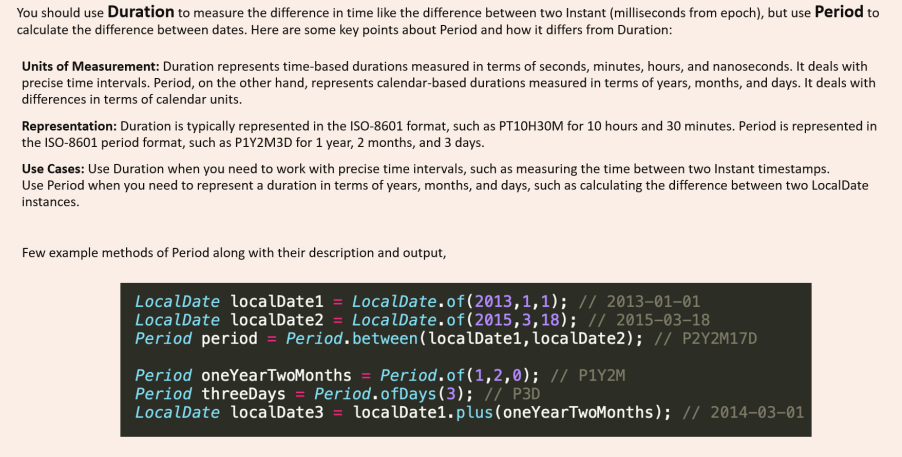 You should use Duration to measure the difference in time like the difference between two Instant (milliseconds from epoch), but use Period to
calculate the difference between dates. Here are some key points about Period and how it differs from Duration:
Units of Measurement: Duration represents time-based durations measured in terms of seconds, minutes, hours, and nanoseconds. It deals with
precise time intervals. Period, on the other hand, represents calendar-based durations measured in terms of years, months, and days. It deals with
differences in terms of calendar units.
Representation: Duration is typically represented in the ISO-8601 format, such as PT10H30M for 10 hours and 30 minutes. Period is represented in
the ISO-8601 period format, such as P1Y2M3D for 1 year, 2 months, and 3 days.
Use Cases: Use Duration when you need to work with precise time intervals, such as measuring the time between two Instant timestamps.
Use Period when you need to represent a duration in terms of years, months, and days, such as calculating the difference between two LocalDate
instances.
Few example methods of Period along with their description and output,
LocalDate localDate1 = LocalDate.of(2013,1,1); // 2013-01-01
LocalDate localDate2 = LocalDate.of(2015,3,18); // 2015-03-18
Period period = Period.between(localDate1,localDate2); // P2Y2M17D
Period oneYearTwoMonths = Period.of(1,2,0); // P1Y2M
Period threeDays = Period.ofDays(3); // P3D
LocalDate localDate3 = localDate1.plus(oneYearTwoMonths); // 2014-03-01